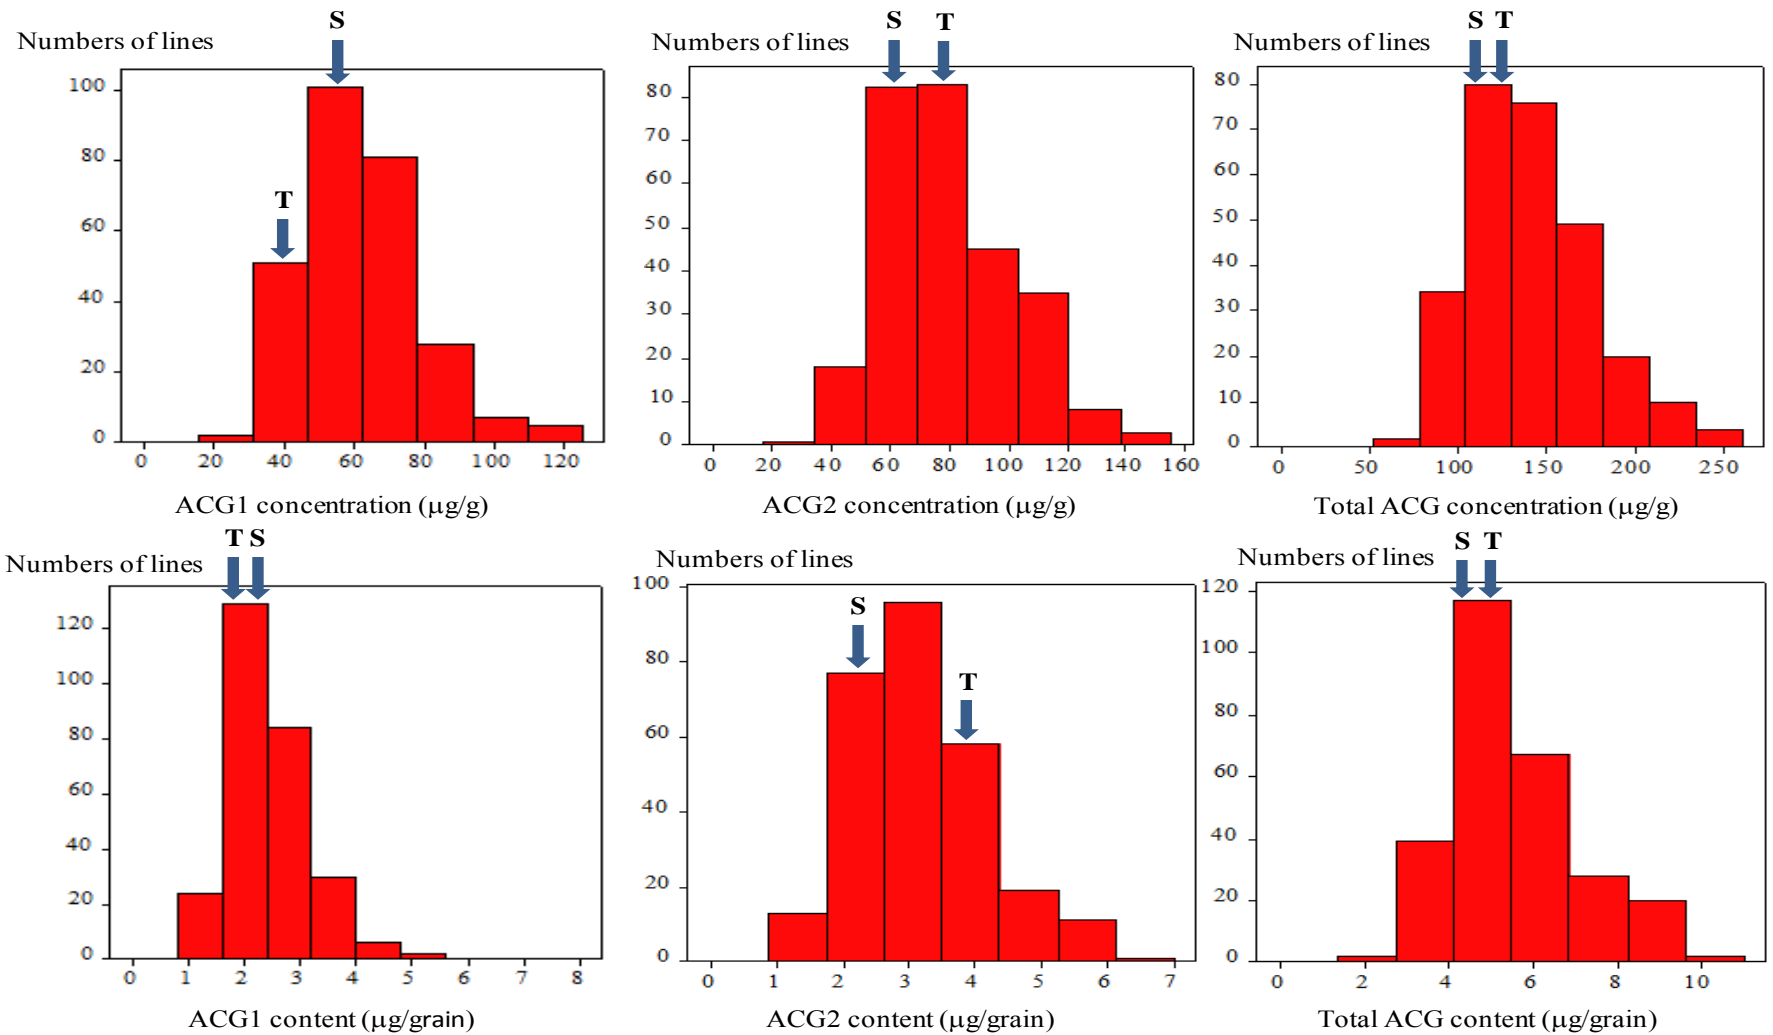 S
Numbers of lines
T
100
80
60
40
20
0
0 20 40 60 80 100 120
ACG1 concentration (µg/g)
S T
Numbers of lines
80
70
60
50
40
30
20
10
0
0 20 40 60 80 100 120 140 160
ACG2 concentration (µg/g)
S T
Numbers of lines
80
70
60
50
40
30
20
10
0
0 50 100 150 200 250
Total ACG concentration (µg/g)
T S
Numbers of lines
120
100
80
60
40
20
0
0 1 2 3 4 5 6 7 8
ACG1 content (µg/grain)
Numbers of lines
S
T
100
80
60
40
20
0
0 1 2 3 4 5 6 7
ACG2 content (µg/grain)
S T
Numbers of lines
120
100
80
60
40
20
0
0 2 4 6 8 10
Total ACG content (µg/grain)